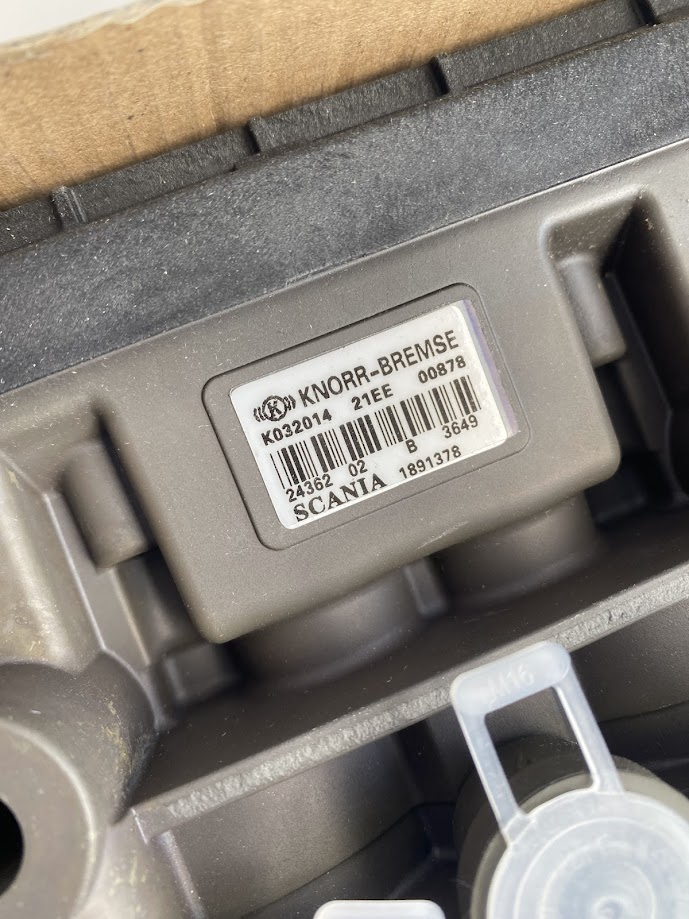 K KNORR-BREMSE
K032014 21EE 00878
24362 02 B 3649
SCANIA 1891378
M16